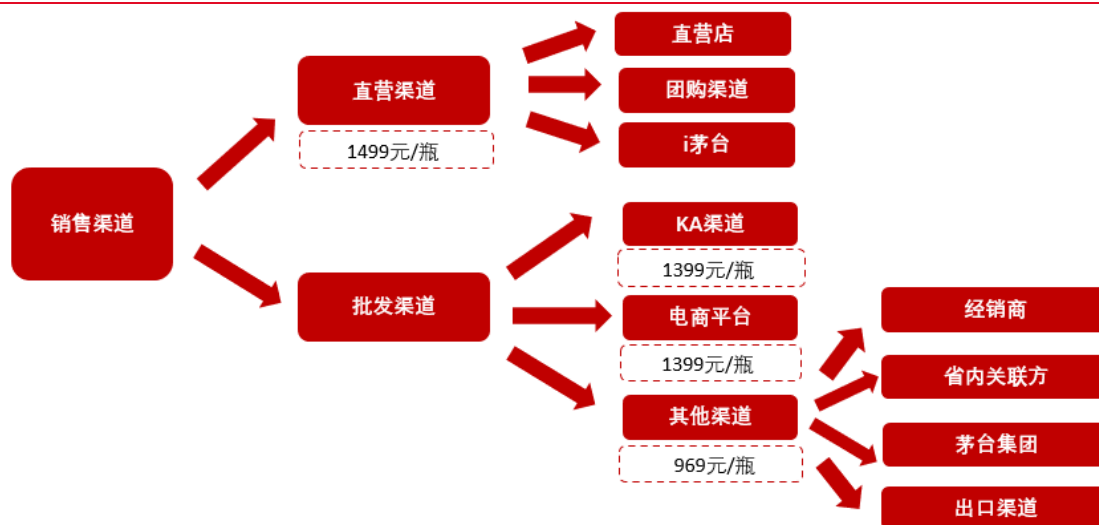 销售渠道
直营渠道
1499元/瓶
直营店
团购渠道
i茅台
批发渠道
KA渠道
1399元/瓶
电商平台
1399元/瓶
其他渠道
969元/瓶
经销商
省内关联方
茅台集团
出口渠道